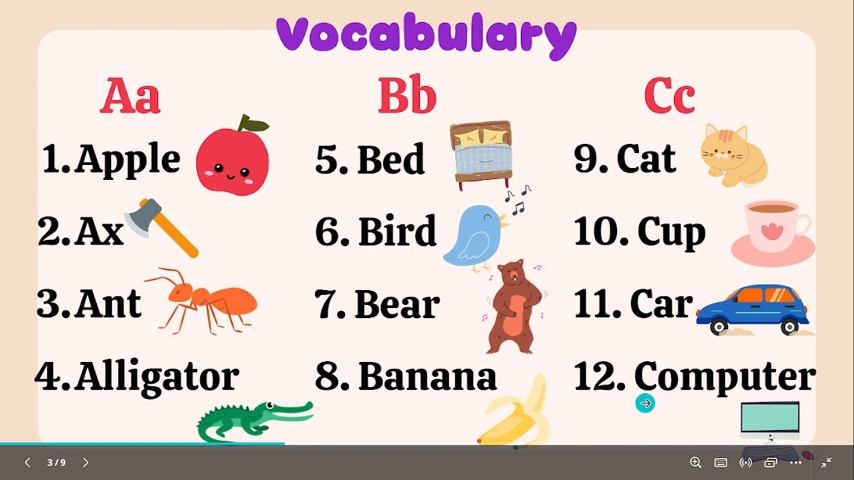 Vocabulary
Aa
1.Apple
2.Ax
3.Ant
4.Alligator
Bb
5. Bed
6. Bird
7. Bear
8. Banana
Cc
9. Cat
10. Cup
11. Car
12. Computer
3/9